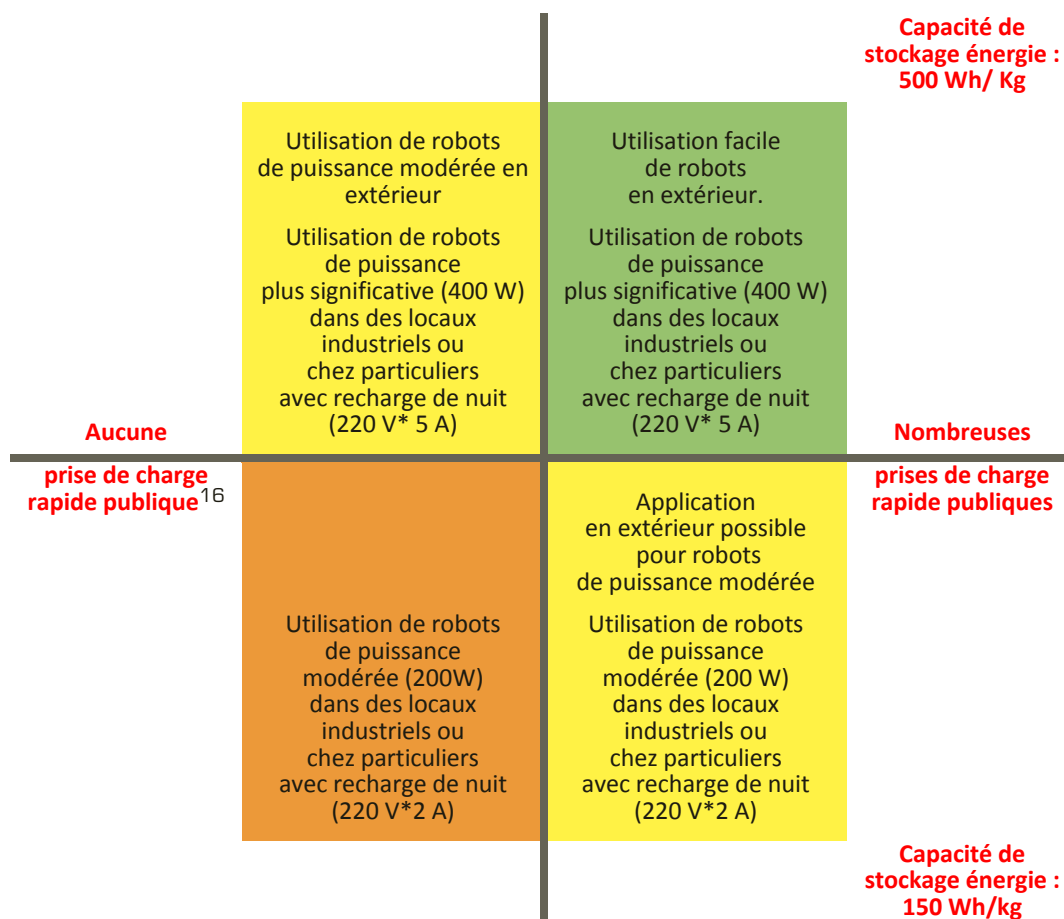 Capacité de
stockage énergie :
500 Wh/ Kg
Utilisation de robots
de puissance modérée en
extérieur
Utilisation de robots
de puissance
plus significative (400 W)
dans des locaux
industriels ou
chez particuliers
avec recharge de nuit
(220 V* 5 A)
Utilisation facile
de robots
en extérieur.
Utilisation de robots
de puissance
plus significative (400 W)
dans des locaux
industriels ou
chez particuliers
avec recharge de nuit
(220 V* 5 A)
Aucune
prise de charge
rapide publique16
Nombreuses
prises de charge
rapide publiques
Utilisation de robots
de puissance
modérée (200W)
dans des locaux
industriels ou
chez particuliers
avec recharge de nuit
(220 V*2 A)
Application
en extérieur possible
pour robots
de puissance modérée
Utilisation de robots
de puissance
modérée (200 W)
dans des locaux
industriels ou
chez particuliers
avec recharge de nuit
(220 V*2 A)
Capacité de
stockage énergie :
150 Wh/kg